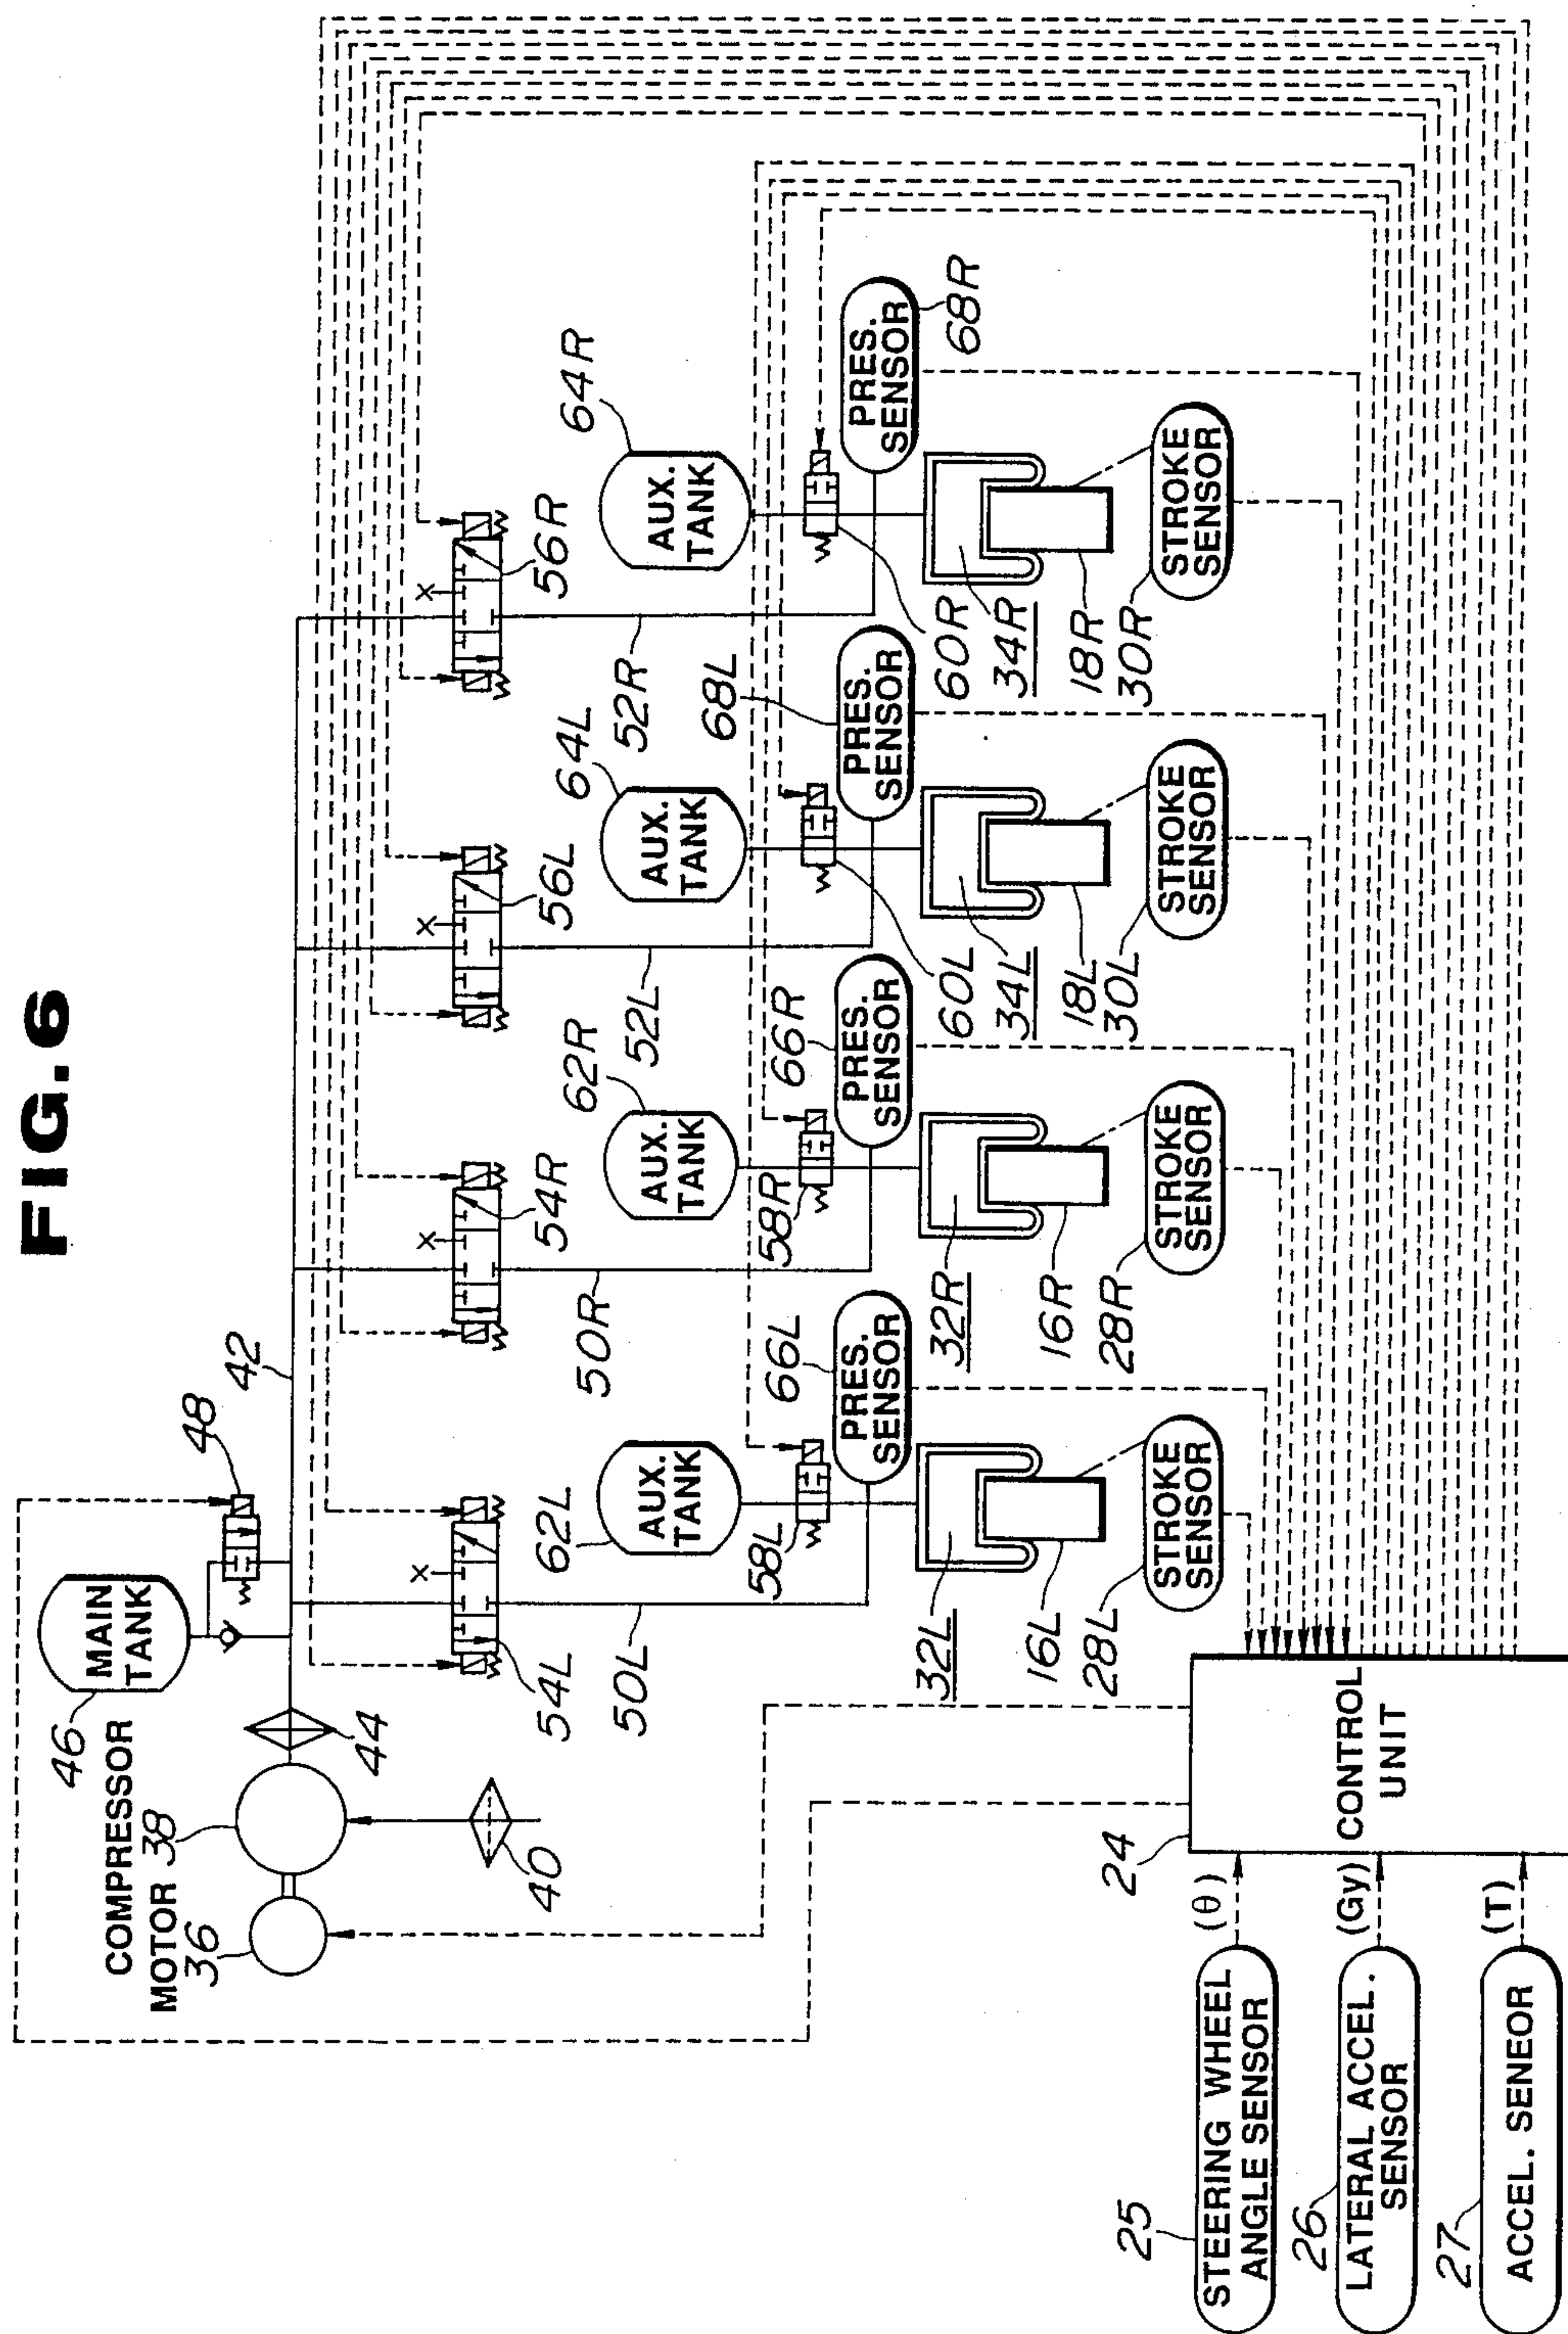 FIG. 6
46
MAIN
TANK
48
42
COMPRESSOR
MOTOR 38
36
44
40
54L
54R
56L
56R
50L
50R
52L
52R
62L
62R
64L
64R
AUX.
TANK
AUX.
TANK
AUX.
TANK
AUX.
TANK
58L
58R
60L
60R
66L
66R
68L
68R
PRES.
SENSOR
PRES.
SENSOR
PRES.
SENSOR
PRES.
SENSOR
32L
32R
34L
34R
16L
16R
18L
18R
28L
28R
30L
30R
STROKE
SENSOR
STROKE
SENSOR
STROKE
SENSOR
STROKE
SENSOR
24
CONTROL
UNIT
(θ)
(Gy)
(T)
25
STEERING WHEEL
ANGLE SENSOR
26
LATERAL ACCEL.
SENSOR
27
ACCEL. SENEOR